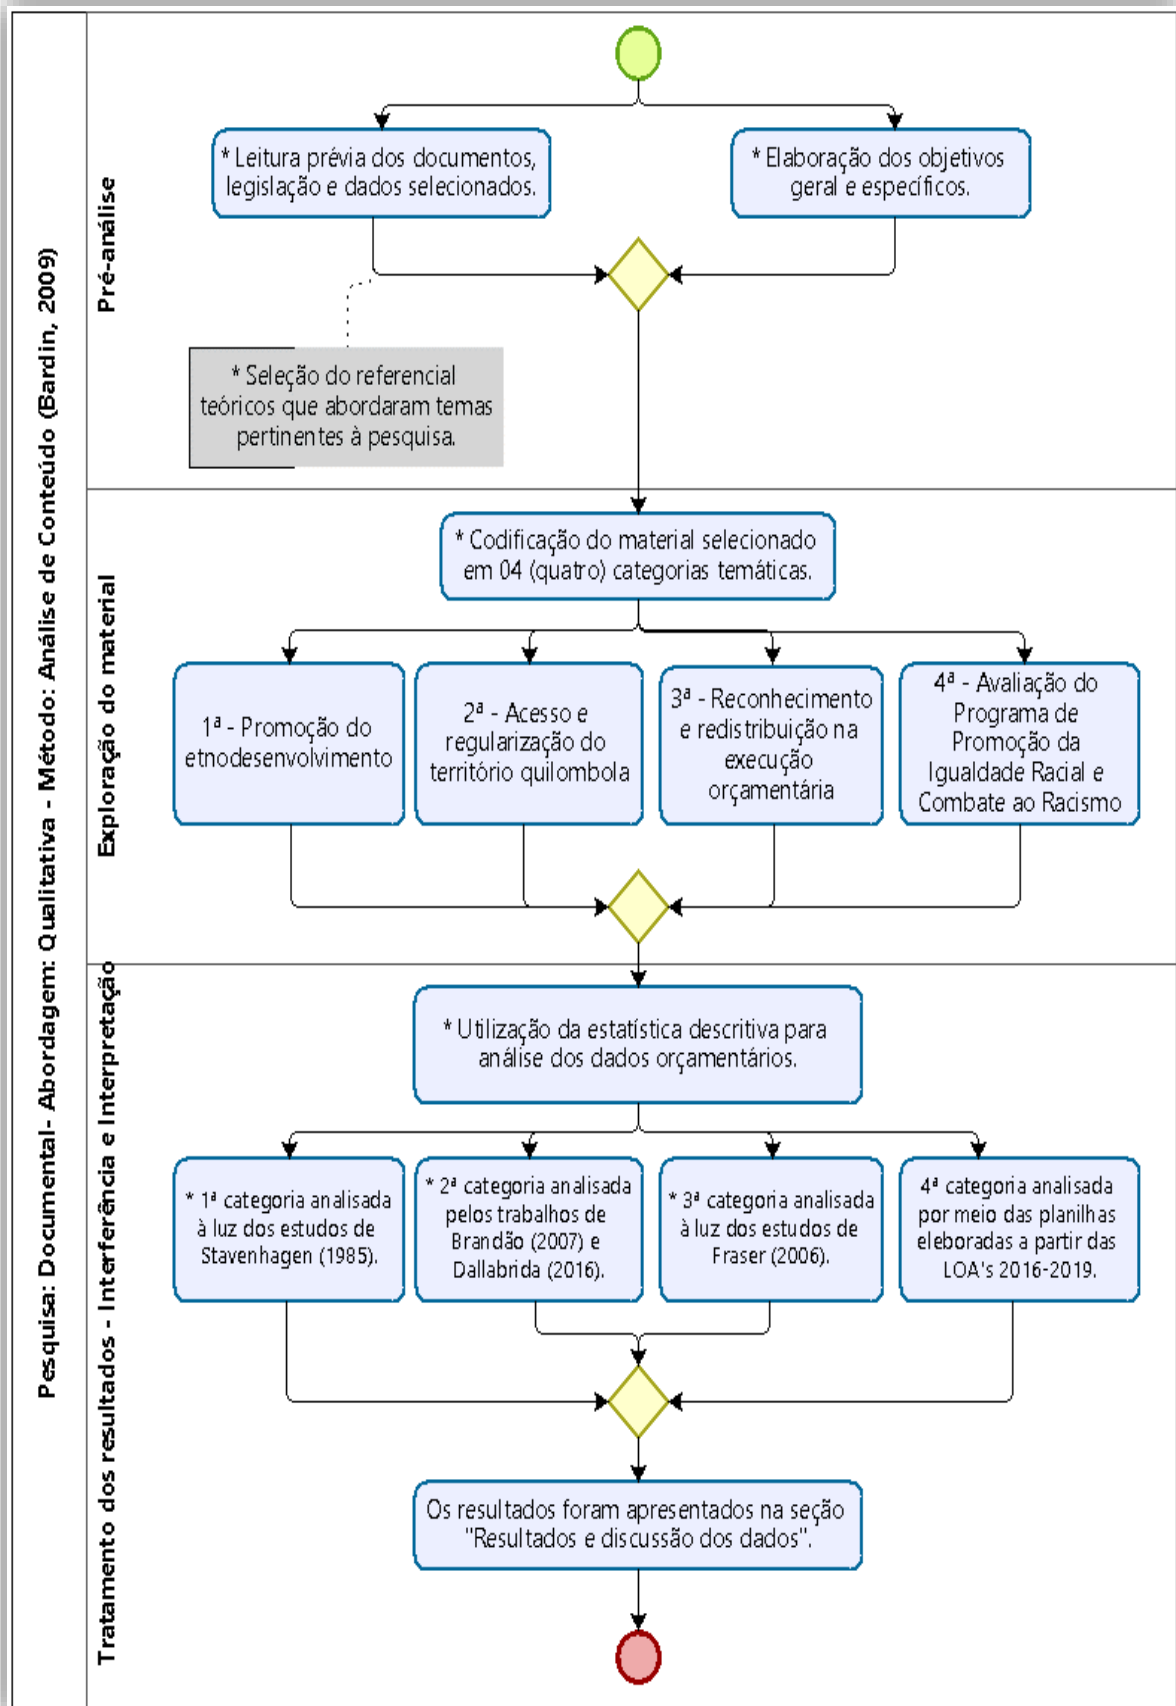 Pesquisa: Documental- Abordagem: Qualitativa - Método: Análise de Conteúdo (Bardin, 2009)
Pré-análise
* Leitura prévia dos documentos,
legislação e dados selecionados.
* Elaboração dos objetivos
geral e específicos.
* Seleção do referencial
teóricos que abordaram temas
pertinentes à pesquisa.
Exploração do material
* Codificação do material selecionado
em 04 (quatro) categorias temáticas.
1ª - Promoção do
etnodesenvolvimento
2ª - Acesso e
regularização do
território quilombola
3ª - Reconhecimento
e redistribuição na
execução
orçamentária
4ª - Avaliação do
Programa de
Promoção da
Igualdade Racial e
Combate ao Racismo
Tratamento dos resultados - Interferência e Interpretação
* Utilização da estatística descritiva para
análise dos dados orçamentários.
* 1ª categoria analisada
à luz dos estudos de
Stavenhagen (1985).
* 2ª categoria analisada
pelos trabalhos de
Brandão (2007) e
Dallabrida (2016).
* 3ª categoria analisada
à luz dos estudos de
Fraser (2006).
4ª categoria analisada
por meio das planilhas
eleboradas a partir das
LOA's 2016-2019.
Os resultados foram apresentados na seção
"Resultados e discussão dos dados".